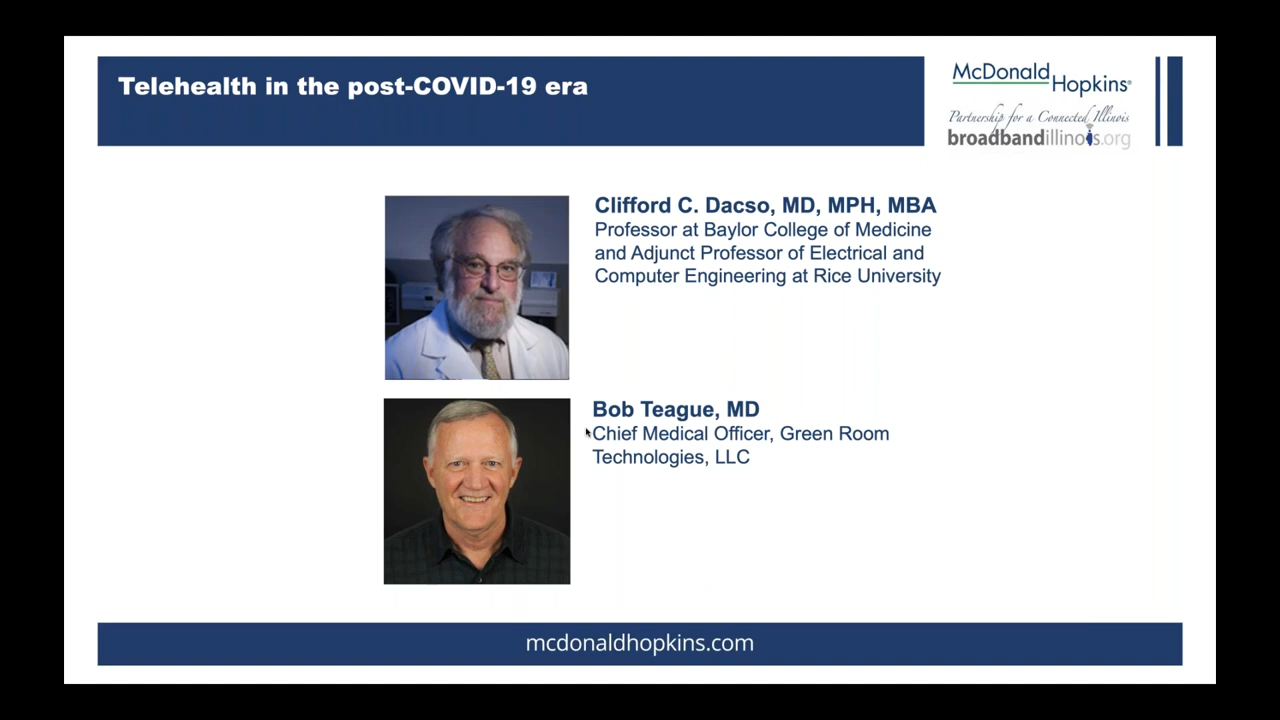 Telehealth in the post-COVID-19 era
McDonald
Hopkins®
Partnership for a Connected Illinois
broadbandillinois.org
Clifford C. Dacso, MD, MPH, MBA
Professor at Baylor College of Medicine
and Adjunct Professor of Electrical and
Computer Engineering at Rice University
Bob Teague, MD
Chief Medical Officer, Green Room
Technologies, LLC
mcdonaldhopkins.com